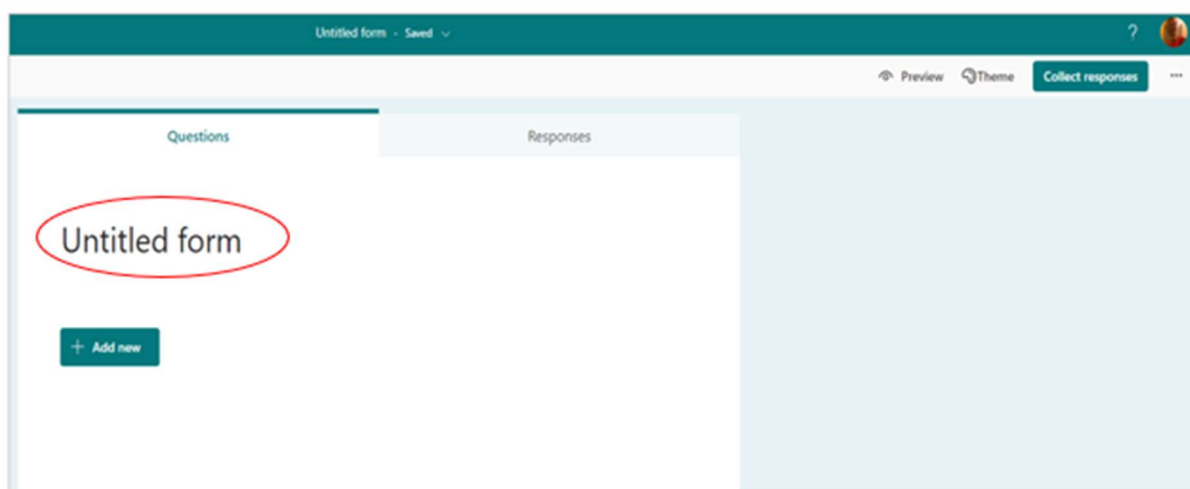 Untitled form - Saved
?
Preview Theme Collect responses ...
Questions Responses
Untitled form
+ Add new